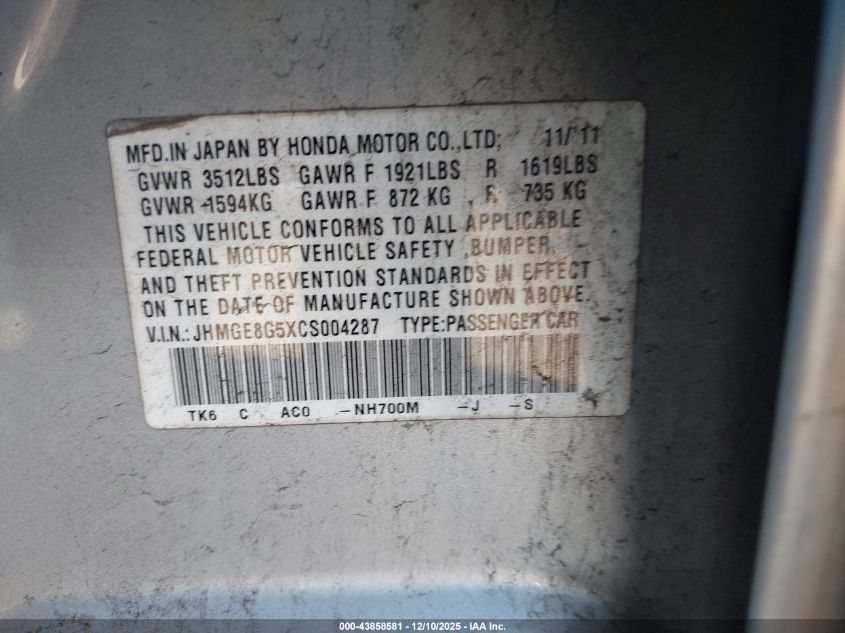 MFD.IN JAPAN BY HONDA MOTOR CO.,LTD; 11/11
GVWR 3512LBS GAWR F 1921LBS R 1619LBS
GVWR 1594KG GAWR F 872 KG , R 735 KG
THIS VEHICLE CONFORMS TO ALL APPLICABLE
FEDERAL MOTOR VEHICLE SAFETY ,BUMPER,
AND THEFT PREVENTION STANDARDS IN EFFECT
ON THE DATE OF MANUFACTURE SHOWN ABOVE.
V.I.N.: JHMGE8G5XCS004287 TYPE:PASSENGER CAR
TK6 C AC0 -NH700M -J -S
000-43858581 - 12/10/2025 - IAA Inc.